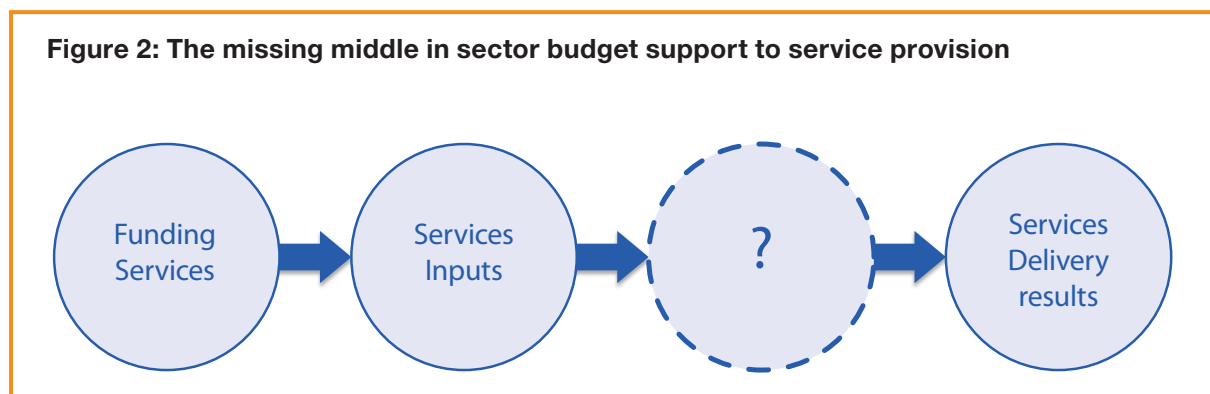 Figure 2: The missing middle in sector budget support to service provision
Funding
Services
Services
Inputs
?
Services
Delivery
results